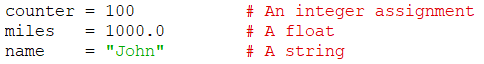 counter = 100          # An integer assignment
miles   = 1000.0       # A float
name    = "John"       # A string